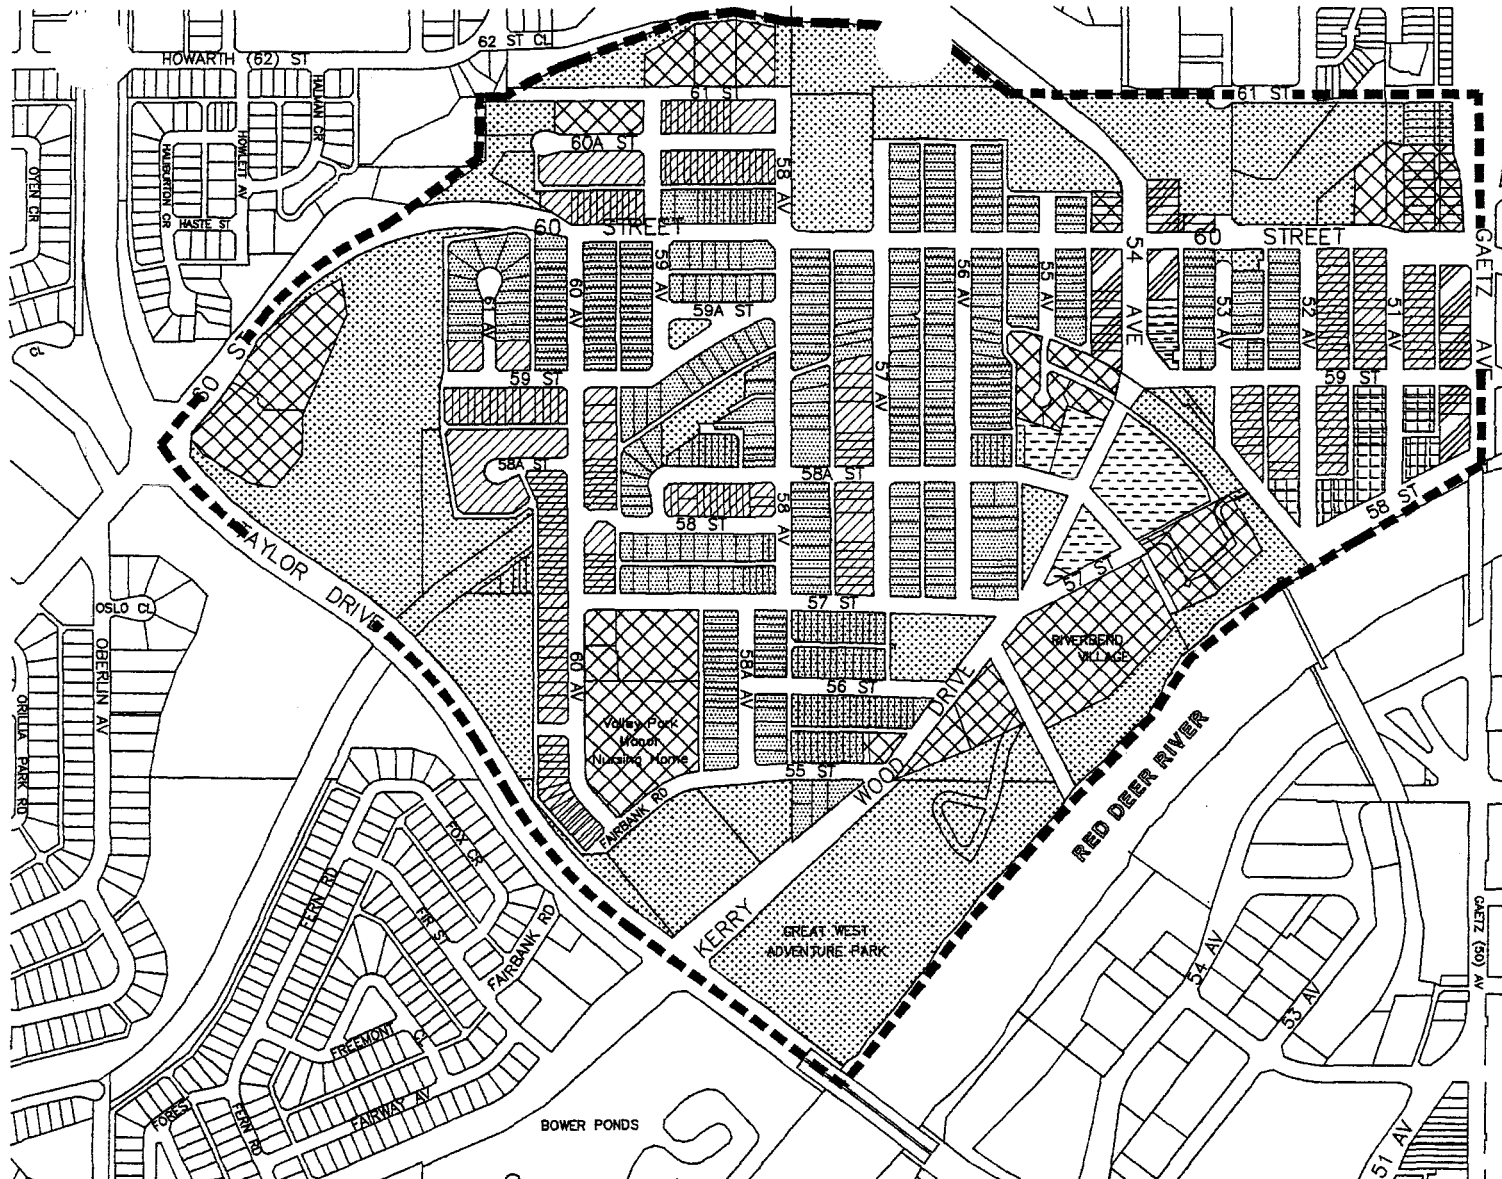 62 ST CL
HOWARTH (62) ST
HALMAN CR
61 ST
61 ST
60A ST
HOWLETT AV
HALIBURTON CR
OYEN CR
58 AV
HASTE ST
60 STREET
60 STREET
54 AVE
GAETZ AVE
59 AV
60 AV
61 AV
56 AV
55 AV
53 AV
52 AV
51 AV
59A ST
CL
60 ST
59 ST
59 ST
57 AV
58A ST
58A ST
58 ST
58 AV
58 ST
TAYLOR DRIVE
57 ST
57 ST
OSLO CL
OBERLIN AV
RIVERBEND
VILLAGE
58A AV
60 AV
56 ST
ORILLIA PARK RD
Valley Park
Manor
Nursing Home
55 ST
KERRY WOOD DRIVE
RED DEER RIVER
FAIRBANK RD
FOX CR
FERN RD
FIR ST
FAIRBANK RD
GREAT WEST
ADVENTURE PARK
54 AV
GAETZ (50) AV
53 AV
FREEMONT CL
FOREST
FERN RD
FAIRWAY AV
BOWER PONDS
51 AV